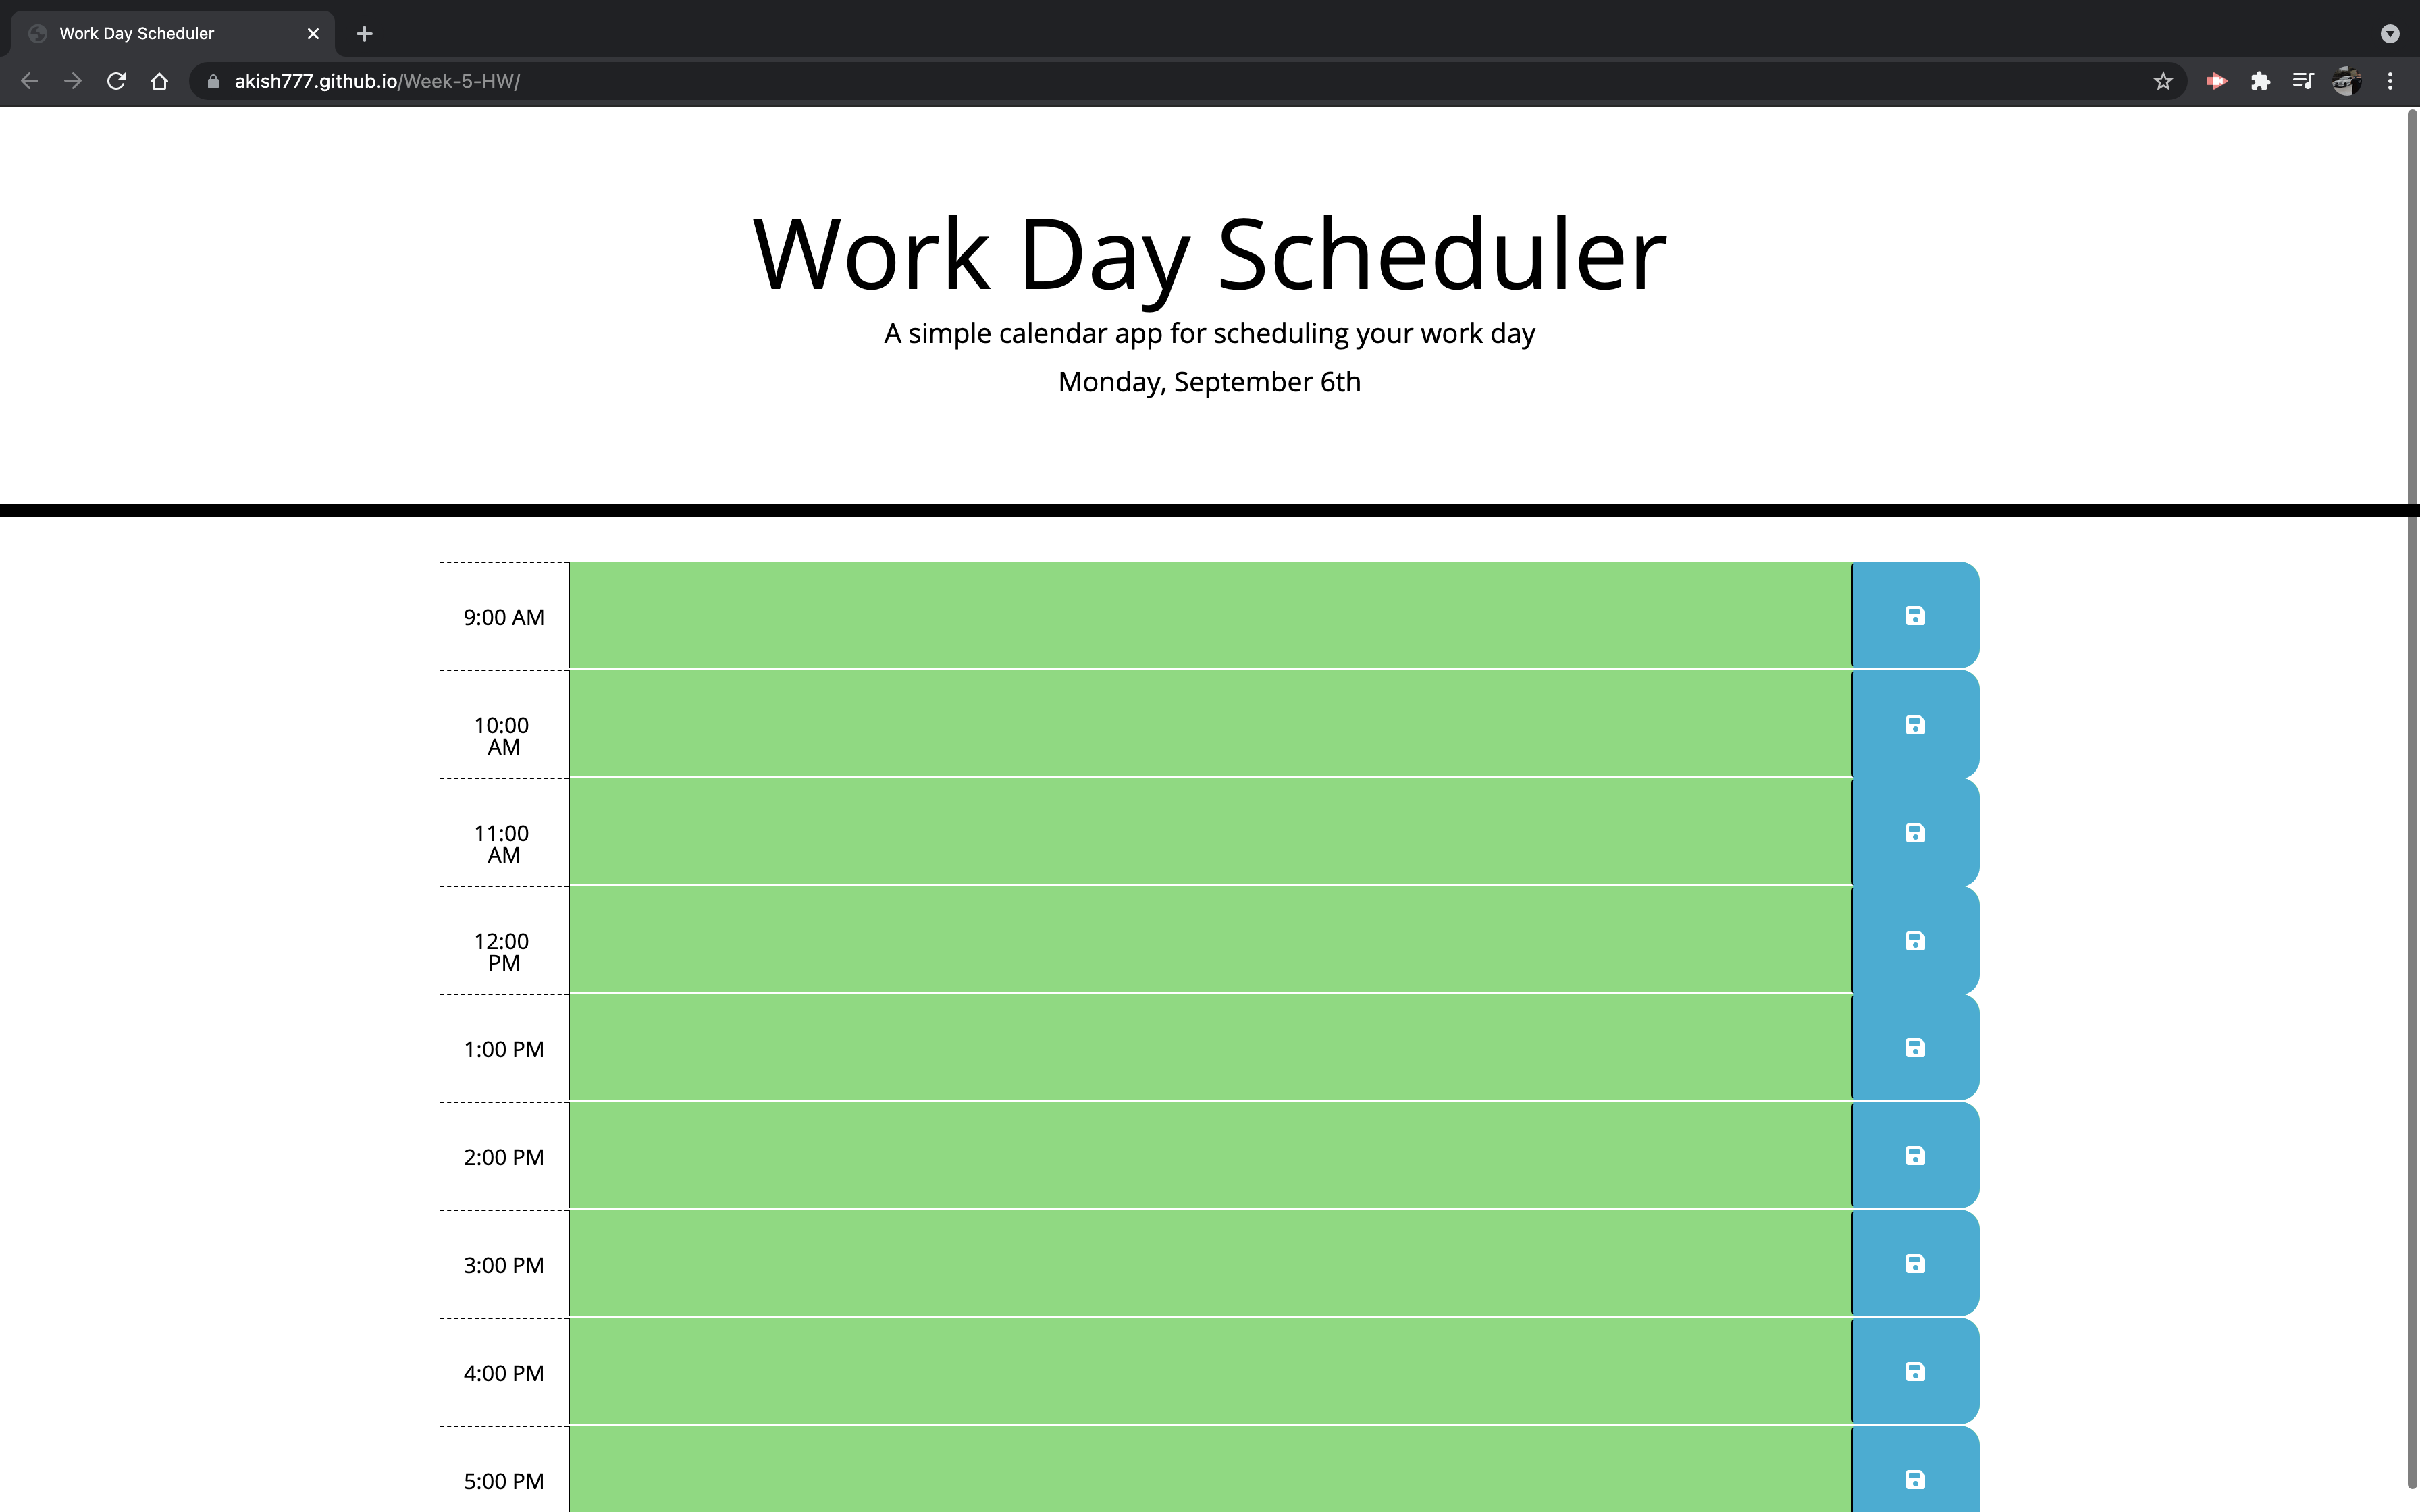 Work Day Scheduler
akish777.github.io/Week-5-HW/
Work Day Scheduler
A simple calendar app for scheduling your work day
Monday, September 6th
9:00 AM
10:00
AM
11:00
AM
12:00
PM
1:00 PM
2:00 PM
3:00 PM
4:00 PM
5:00 PM